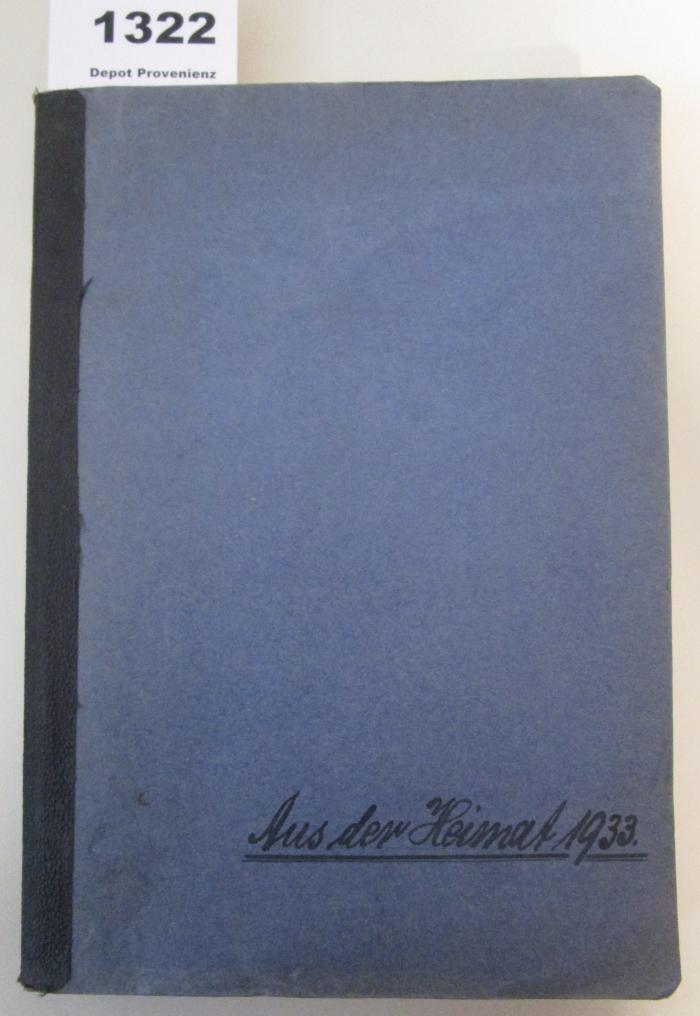 1322
Depot Provenienz
Aus der Heimat 1933.